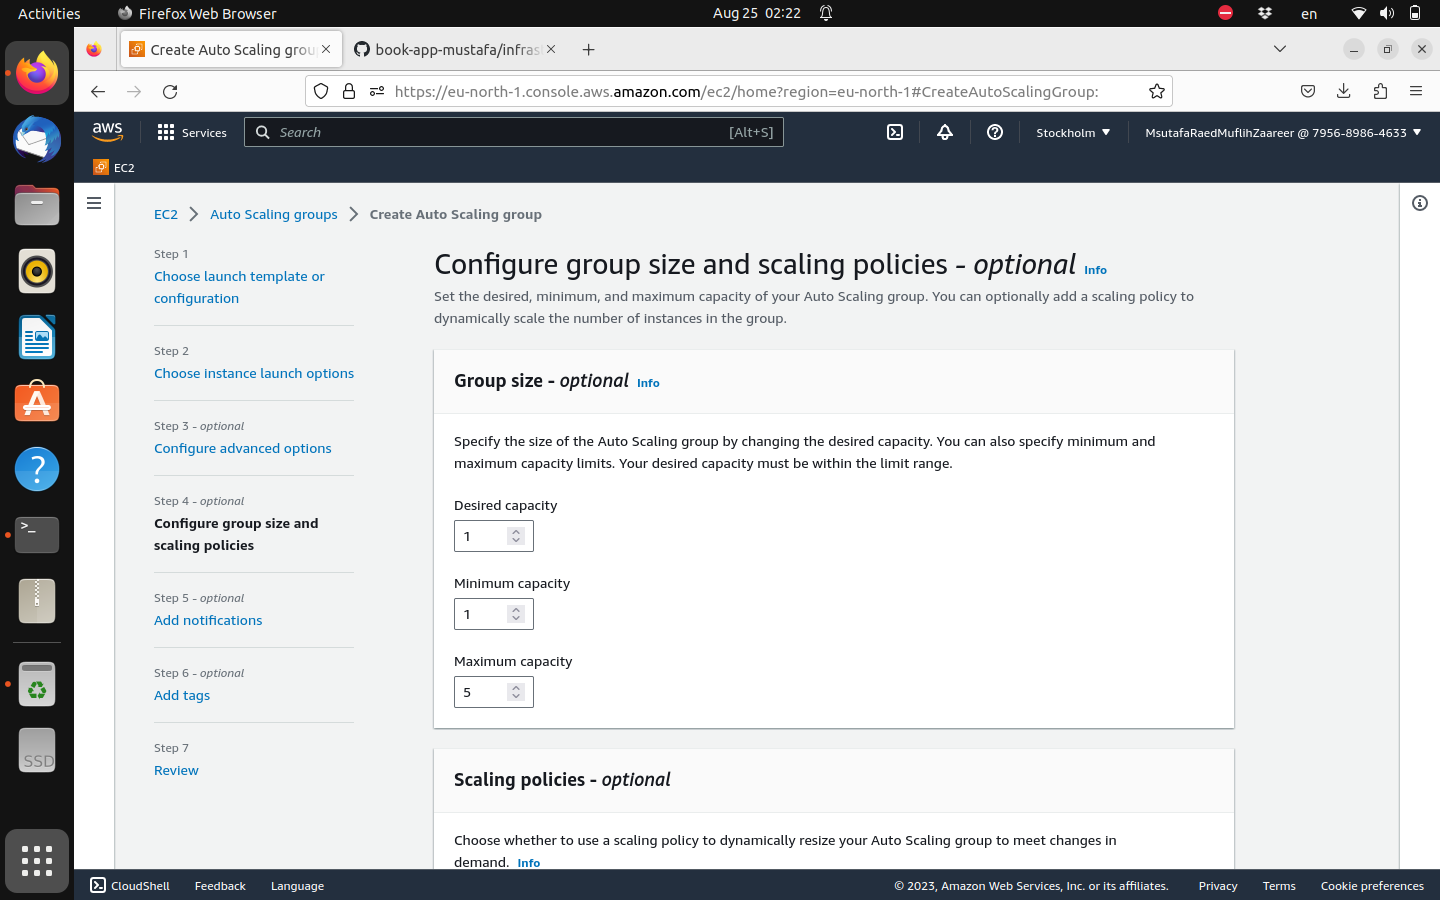 Activities
Firefox Web Browser
Aug 25 02:22
en
Create Auto Scaling grou
book-app-mustafa/infras
https://eu-north-1.console.aws.amazon.com/ec2/home?region=eu-north-1#CreateAutoScalingGroup:
aws
Services
Search
[Alt+S]
Stockholm
MsutafaRaedMuflihZaareer @ 7956-8986-4633
EC2
EC2
Auto Scaling groups
Create Auto Scaling group
Step 1
Choose launch template or
configuration
Step 2
Choose instance launch options
Step 3 - optional
Configure advanced options
Step 4 - optional
Configure group size and
scaling policies
Step 5 - optional
Add notifications
Step 6 - optional
Add tags
Step 7
Review
Configure group size and scaling policies - optional Info
Set the desired, minimum, and maximum capacity of your Auto Scaling group. You can optionally add a scaling policy to
dynamically scale the number of instances in the group.
Group size - optional Info
Specify the size of the Auto Scaling group by changing the desired capacity. You can also specify minimum and
maximum capacity limits. Your desired capacity must be within the limit range.
Desired capacity
1
Minimum capacity
1
Maximum capacity
5
Scaling policies - optional
Choose whether to use a scaling policy to dynamically resize your Auto Scaling group to meet changes in
demand. Info
SSD
CloudShell
Feedback
Language
© 2023, Amazon Web Services, Inc. or its affiliates.
Privacy
Terms
Cookie preferences